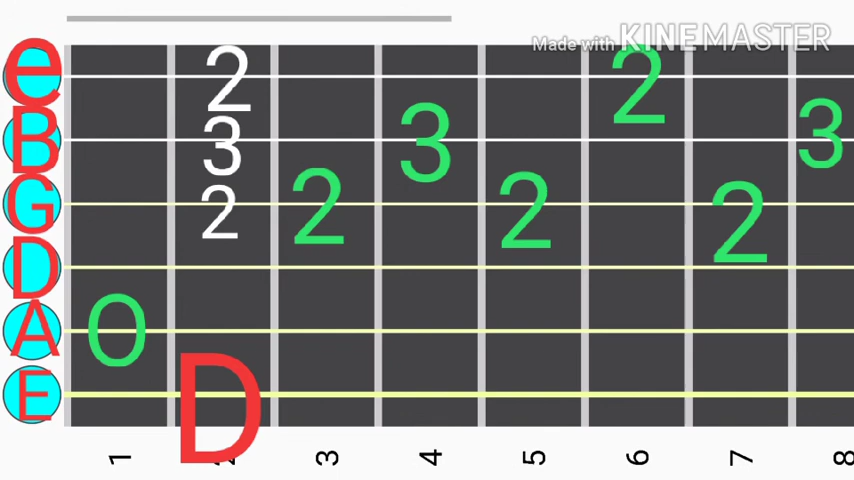 Made with KINEMASTER
e 2 2
B 3 3 3
G 2 2 2 2
D
A 0
E D
1 2 3 4 5 6 7 8